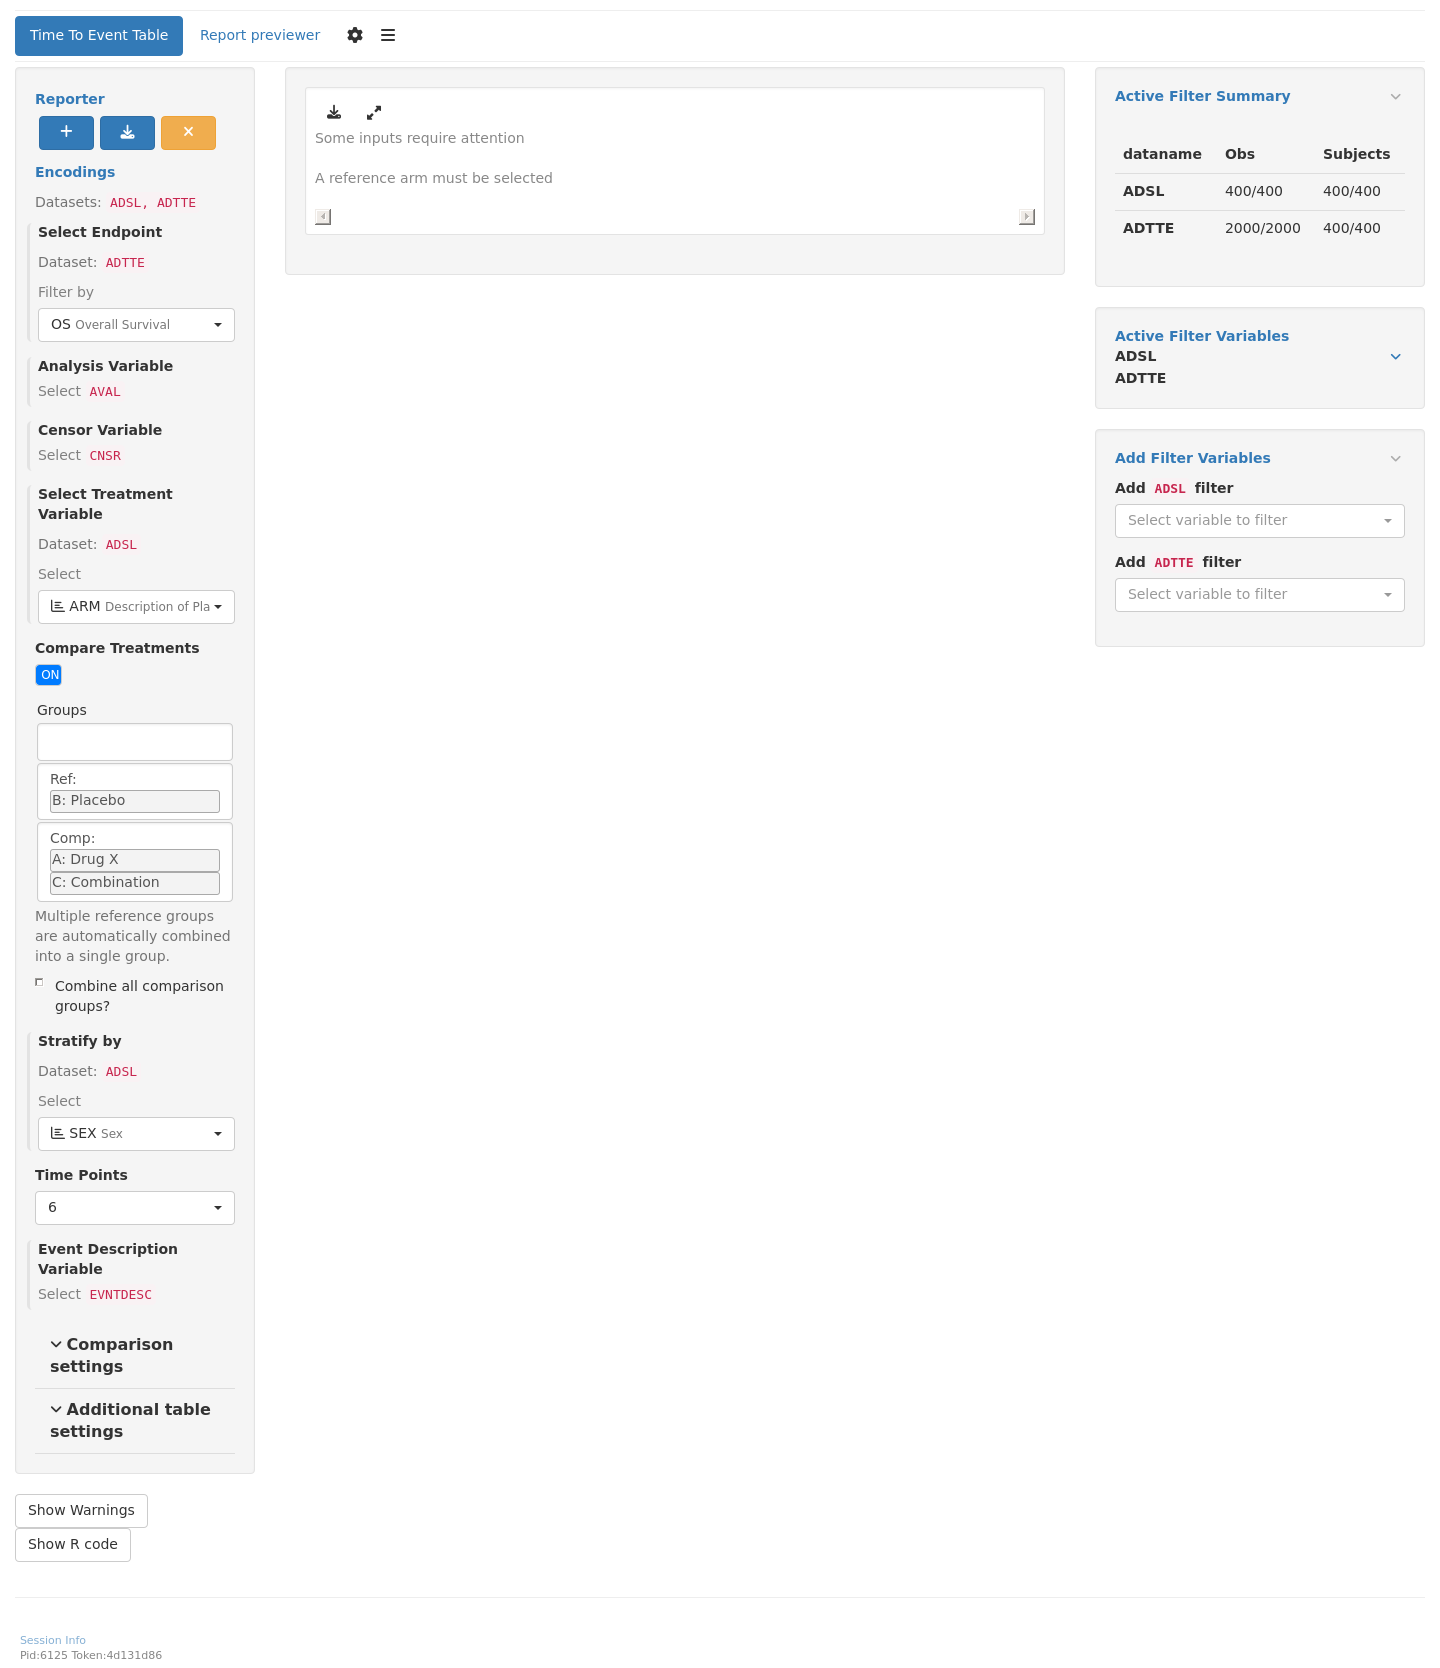 Time To Event Table
Report previewer
Reporter
Encodings
Datasets: ADSL, ADTTE
Select Endpoint
Dataset: ADTTE
Filter by
OS Overall Survival
Analysis Variable
Select AVAL
Censor Variable
Select CNSR
Select Treatment
Variable
Dataset: ADSL
Select
ARM Description of Pla
Compare Treatments
ON
Groups
Ref:
B: Placebo
Comp:
A: Drug X
C: Combination
Multiple reference groups
are automatically combined
into a single group.
Combine all comparison
groups?
Stratify by
Dataset: ADSL
Select
SEX Sex
Time Points
6
Event Description
Variable
Select EVNTDESC
Comparison
settings
Additional table
settings
Show Warnings
Show R code
Some inputs require attention
A reference arm must be selected
Active Filter Summary
dataname Obs Subjects
ADSL 400/400 400/400
ADTTE 2000/2000 400/400
Active Filter Variables
ADSL
ADTTE
Add Filter Variables
Add ADSL filter
Select variable to filter
Add ADTTE filter
Select variable to filter
Session Info
Pid:6125 Token:4d131d86